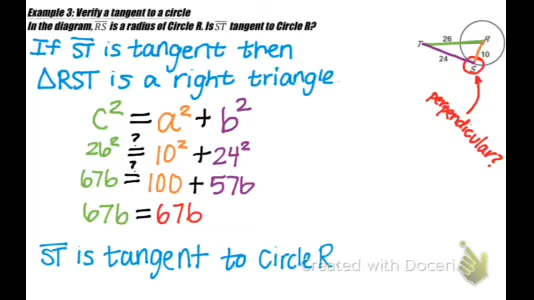 Example 3: Verify a tangent to a circle
In the diagram, RS is a radius of Circle R. Is ST tangent to Circle R?
If ST is tangent then
△RST is a right triangle.
c² = a² + b²
26² ?= 10² + 24²
676 ?= 100 + 576
676 = 676
ST is tangent to circle R
T 26 R
24 10
S
perpendicular?
Created with Doceri